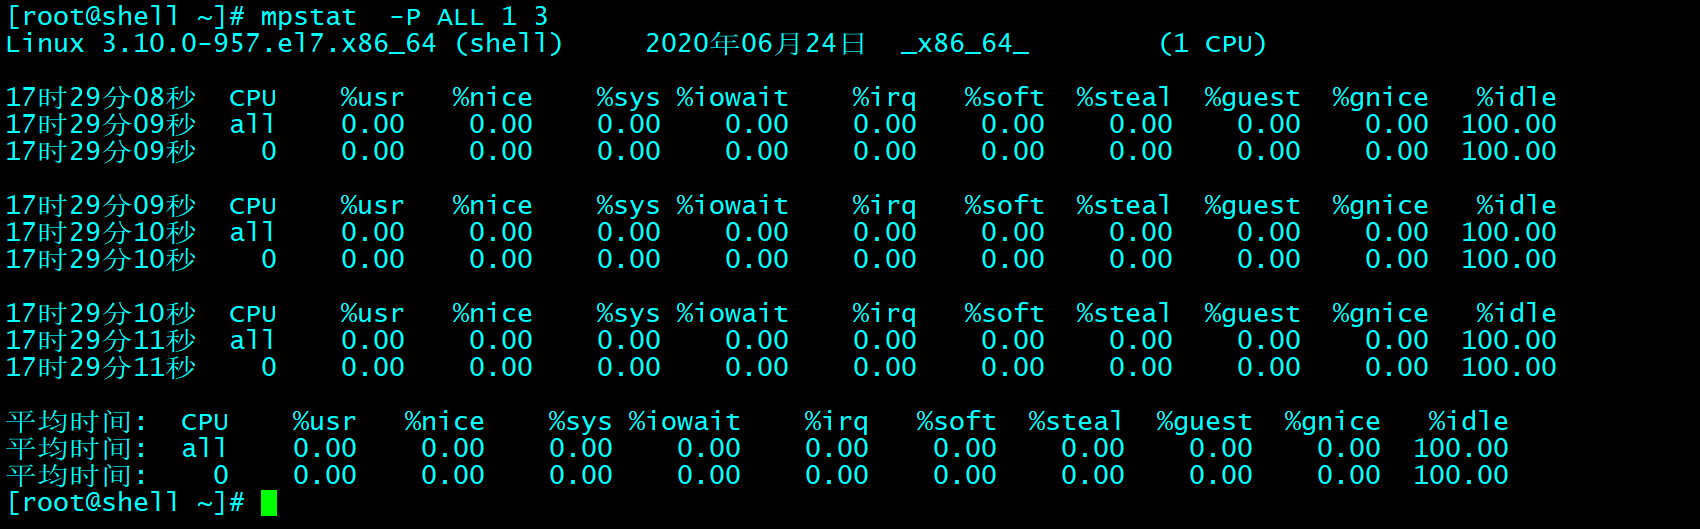 [root@shell ~]# mpstat  -P ALL 1 3
Linux 3.10.0-957.el7.x86_64 (shell)     2020年06月24日  _x86_64_        (1 CPU)

17时29分08秒  CPU    %usr   %nice    %sys %iowait    %irq   %soft  %steal  %guest  %gnice   %idle
17时29分09秒  all    0.00    0.00    0.00    0.00    0.00    0.00    0.00    0.00    0.00  100.00
17时29分09秒    0    0.00    0.00    0.00    0.00    0.00    0.00    0.00    0.00    0.00  100.00

17时29分09秒  CPU    %usr   %nice    %sys %iowait    %irq   %soft  %steal  %guest  %gnice   %idle
17时29分10秒  all    0.00    0.00    0.00    0.00    0.00    0.00    0.00    0.00    0.00  100.00
17时29分10秒    0    0.00    0.00    0.00    0.00    0.00    0.00    0.00    0.00    0.00  100.00

17时29分10秒  CPU    %usr   %nice    %sys %iowait    %irq   %soft  %steal  %guest  %gnice   %idle
17时29分11秒  all    0.00    0.00    0.00    0.00    0.00    0.00    0.00    0.00    0.00  100.00
17时29分11秒    0    0.00    0.00    0.00    0.00    0.00    0.00    0.00    0.00    0.00  100.00

平均时间:  CPU    %usr   %nice    %sys %iowait    %irq   %soft  %steal  %guest  %gnice   %idle
平均时间:  all    0.00    0.00    0.00    0.00    0.00    0.00    0.00    0.00    0.00  100.00
平均时间:    0    0.00    0.00    0.00    0.00    0.00    0.00    0.00    0.00    0.00  100.00
[root@shell ~]#